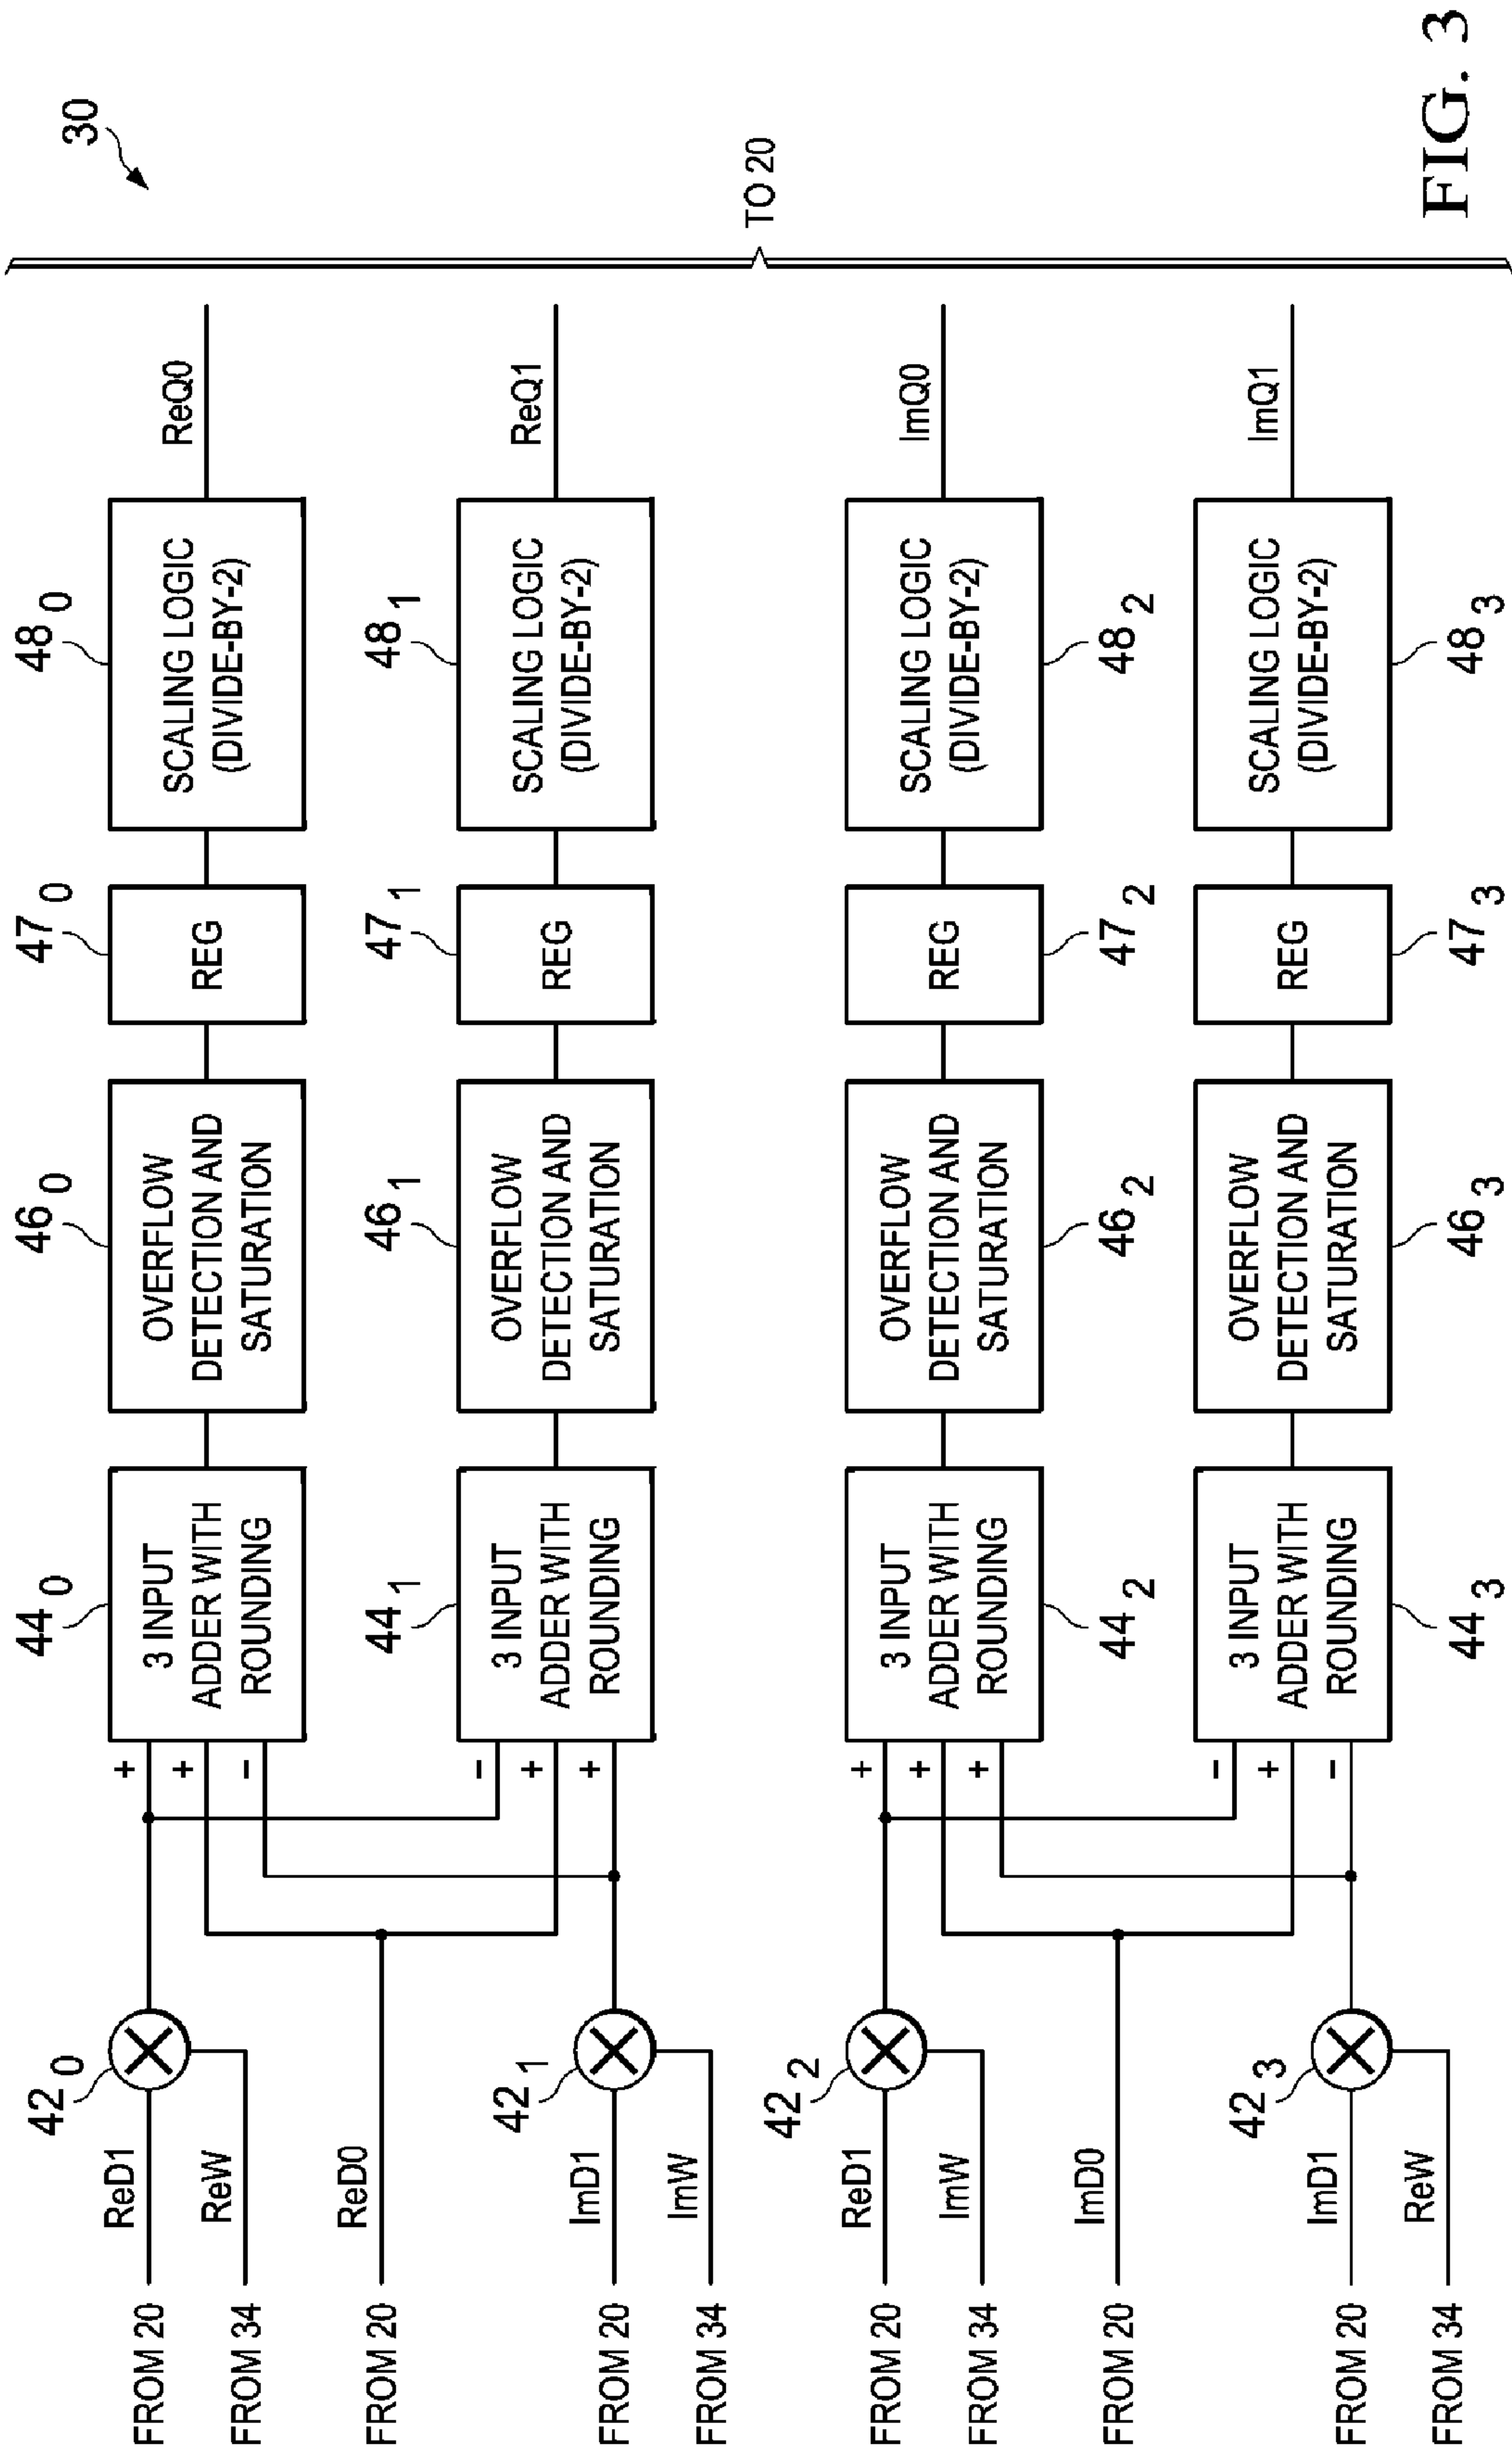 30
42 0
44 0
46 0
47 0
48 0
FROM 20
ReD1
FROM 34
ReW
+
+
−
3 INPUT
ADDER WITH
ROUNDING
OVERFLOW
DETECTION AND
SATURATION
REG
SCALING LOGIC
(DIVIDE-BY-2)
ReQ0
FROM 20
ReD0
42 1
44 1
46 1
47 1
48 1
FROM 20
ImD1
FROM 34
ImW
−
+
+
3 INPUT
ADDER WITH
ROUNDING
OVERFLOW
DETECTION AND
SATURATION
REG
SCALING LOGIC
(DIVIDE-BY-2)
ReQ1
TO 20
42 2
FROM 20
ReD1
FROM 34
ImW
+
+
+
3 INPUT
ADDER WITH
ROUNDING
OVERFLOW
DETECTION AND
SATURATION
REG
SCALING LOGIC
(DIVIDE-BY-2)
ImQ0
44 2
46 2
47 2
48 2
FROM 20
ImD0
42 3
FROM 20
ImD1
FROM 34
ReW
−
+
−
3 INPUT
ADDER WITH
ROUNDING
OVERFLOW
DETECTION AND
SATURATION
REG
SCALING LOGIC
(DIVIDE-BY-2)
ImQ1
44 3
46 3
47 3
48 3
FIG. 3